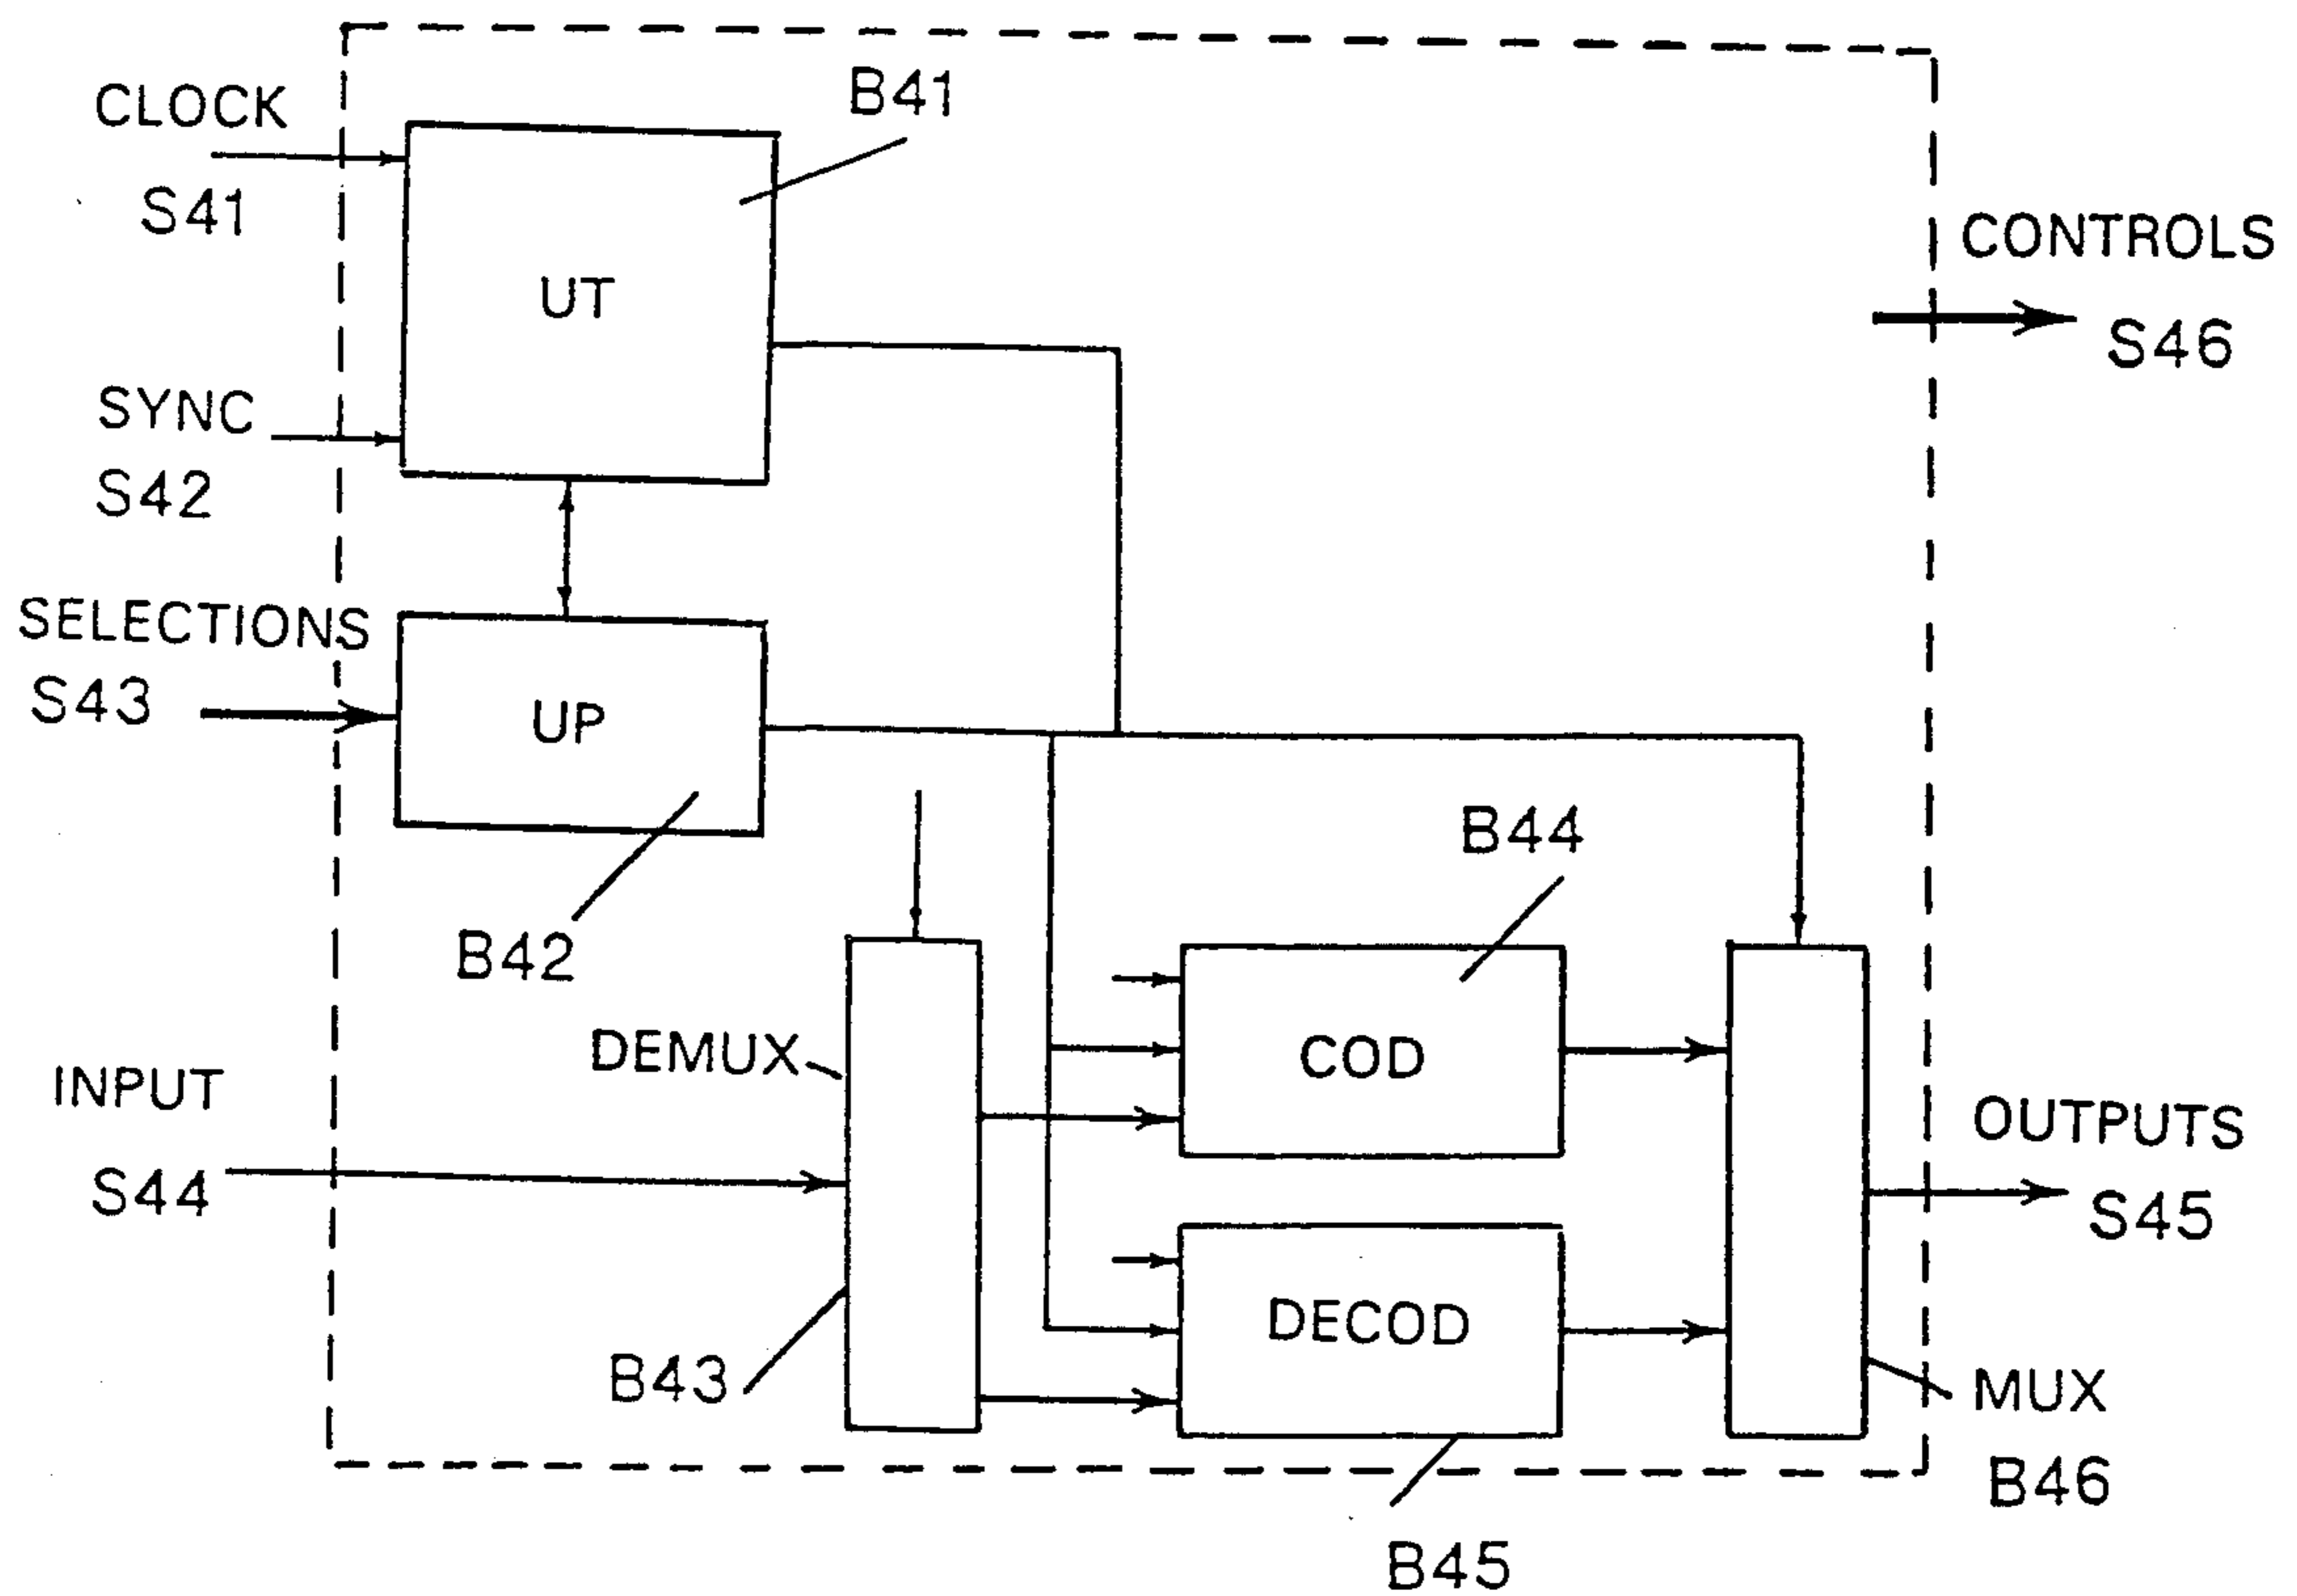 CLOCK
S41
B41
UT
CONTROLS
S46
SYNC
S42
SELECTIONS
S43
UP
B42
B44
DEMUX
COD
INPUT
S44
OUTPUTS
S45
DECOD
B43
MUX
B46
B45